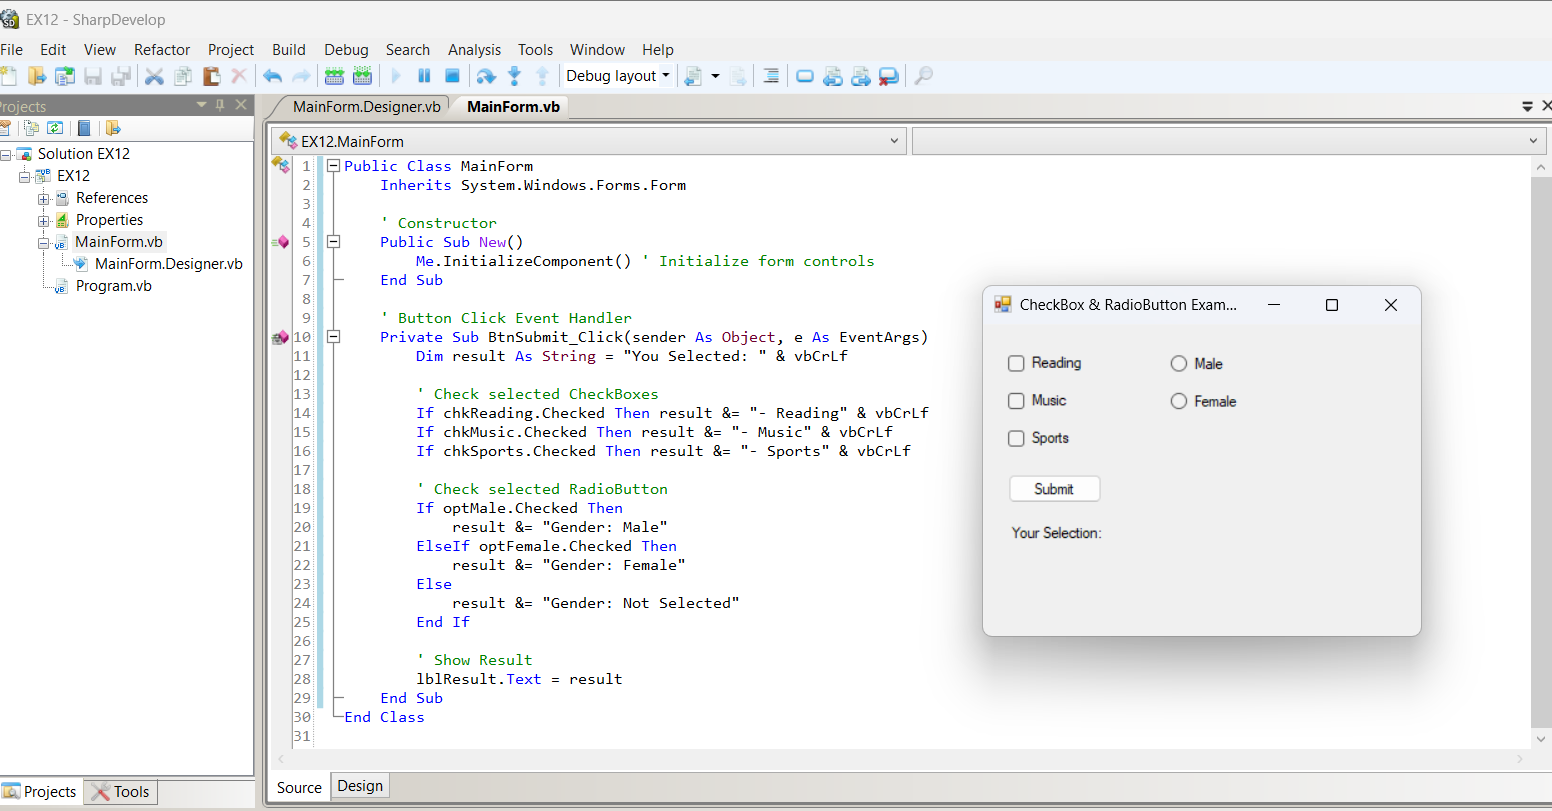 EX12 - SharpDevelop
File Edit View Refactor Project Build Debug Search Analysis Tools Window Help
Debug layout
Projects
MainForm.Designer.vb MainForm.vb
EX12.MainForm
Solution EX12
EX12
References
Properties
MainForm.vb
MainForm.Designer.vb
Program.vb
1 Public Class MainForm
2 Inherits System.Windows.Forms.Form
3
4 ' Constructor
5 Public Sub New()
6 Me.InitializeComponent() ' Initialize form controls
7 End Sub
8
9 ' Button Click Event Handler
10 Private Sub BtnSubmit_Click(sender As Object, e As EventArgs)
11 Dim result As String = "You Selected: " & vbCrLf
12
13 ' Check selected CheckBoxes
14 If chkReading.Checked Then result &= "- Reading" & vbCrLf
15 If chkMusic.Checked Then result &= "- Music" & vbCrLf
16 If chkSports.Checked Then result &= "- Sports" & vbCrLf
17
18 ' Check selected RadioButton
19 If optMale.Checked Then
20 result &= "Gender: Male"
21 ElseIf optFemale.Checked Then
22 result &= "Gender: Female"
23 Else
24 result &= "Gender: Not Selected"
25 End If
26
27 ' Show Result
28 lblResult.Text = result
29 End Sub
30 End Class
31
CheckBox & RadioButton Exam...
Reading Male
Music Female
Sports
Submit
Your Selection:
Source Design
Projects Tools